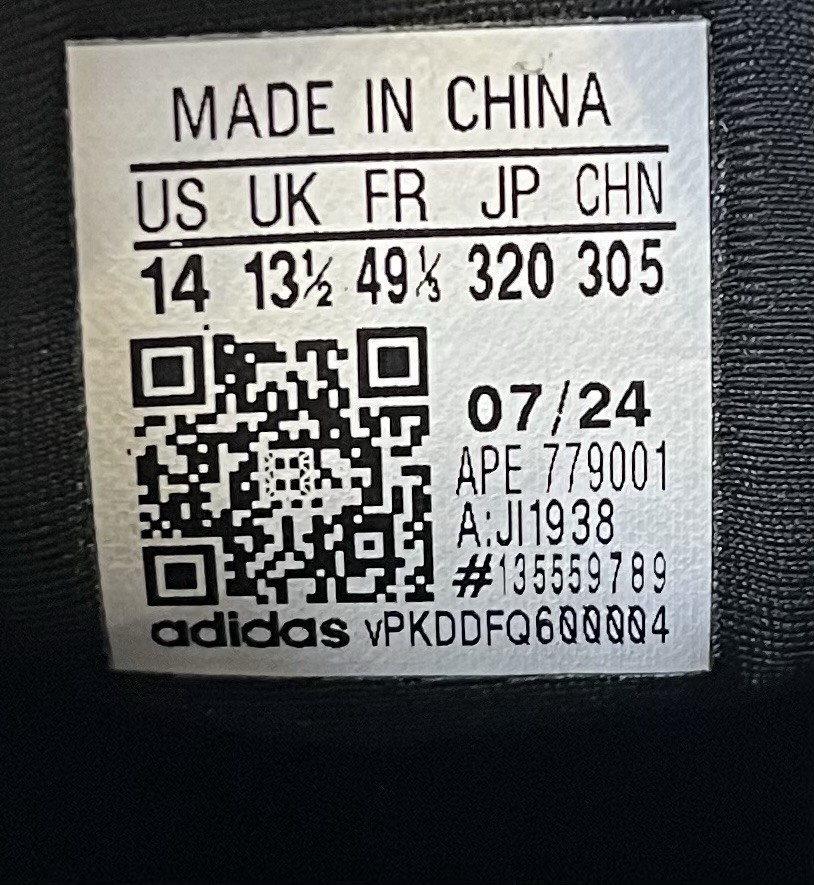 MADE IN CHINA
US UK FR JP CHN
14 13½ 49⅓ 320 305
07/24
APE 779001
A:JI1938
#135559789
adidas vPKDDFQ600004